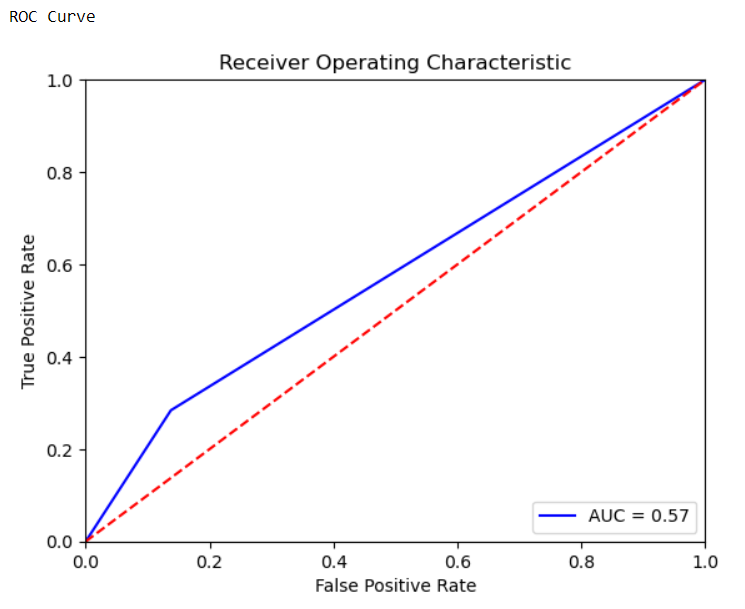 ROC Curve
Receiver Operating Characteristic
1.0
0.8
0.6
0.4
0.2
0.0
True Positive Rate
AUC = 0.57
0.0 0.2 0.4 0.6 0.8 1.0
False Positive Rate